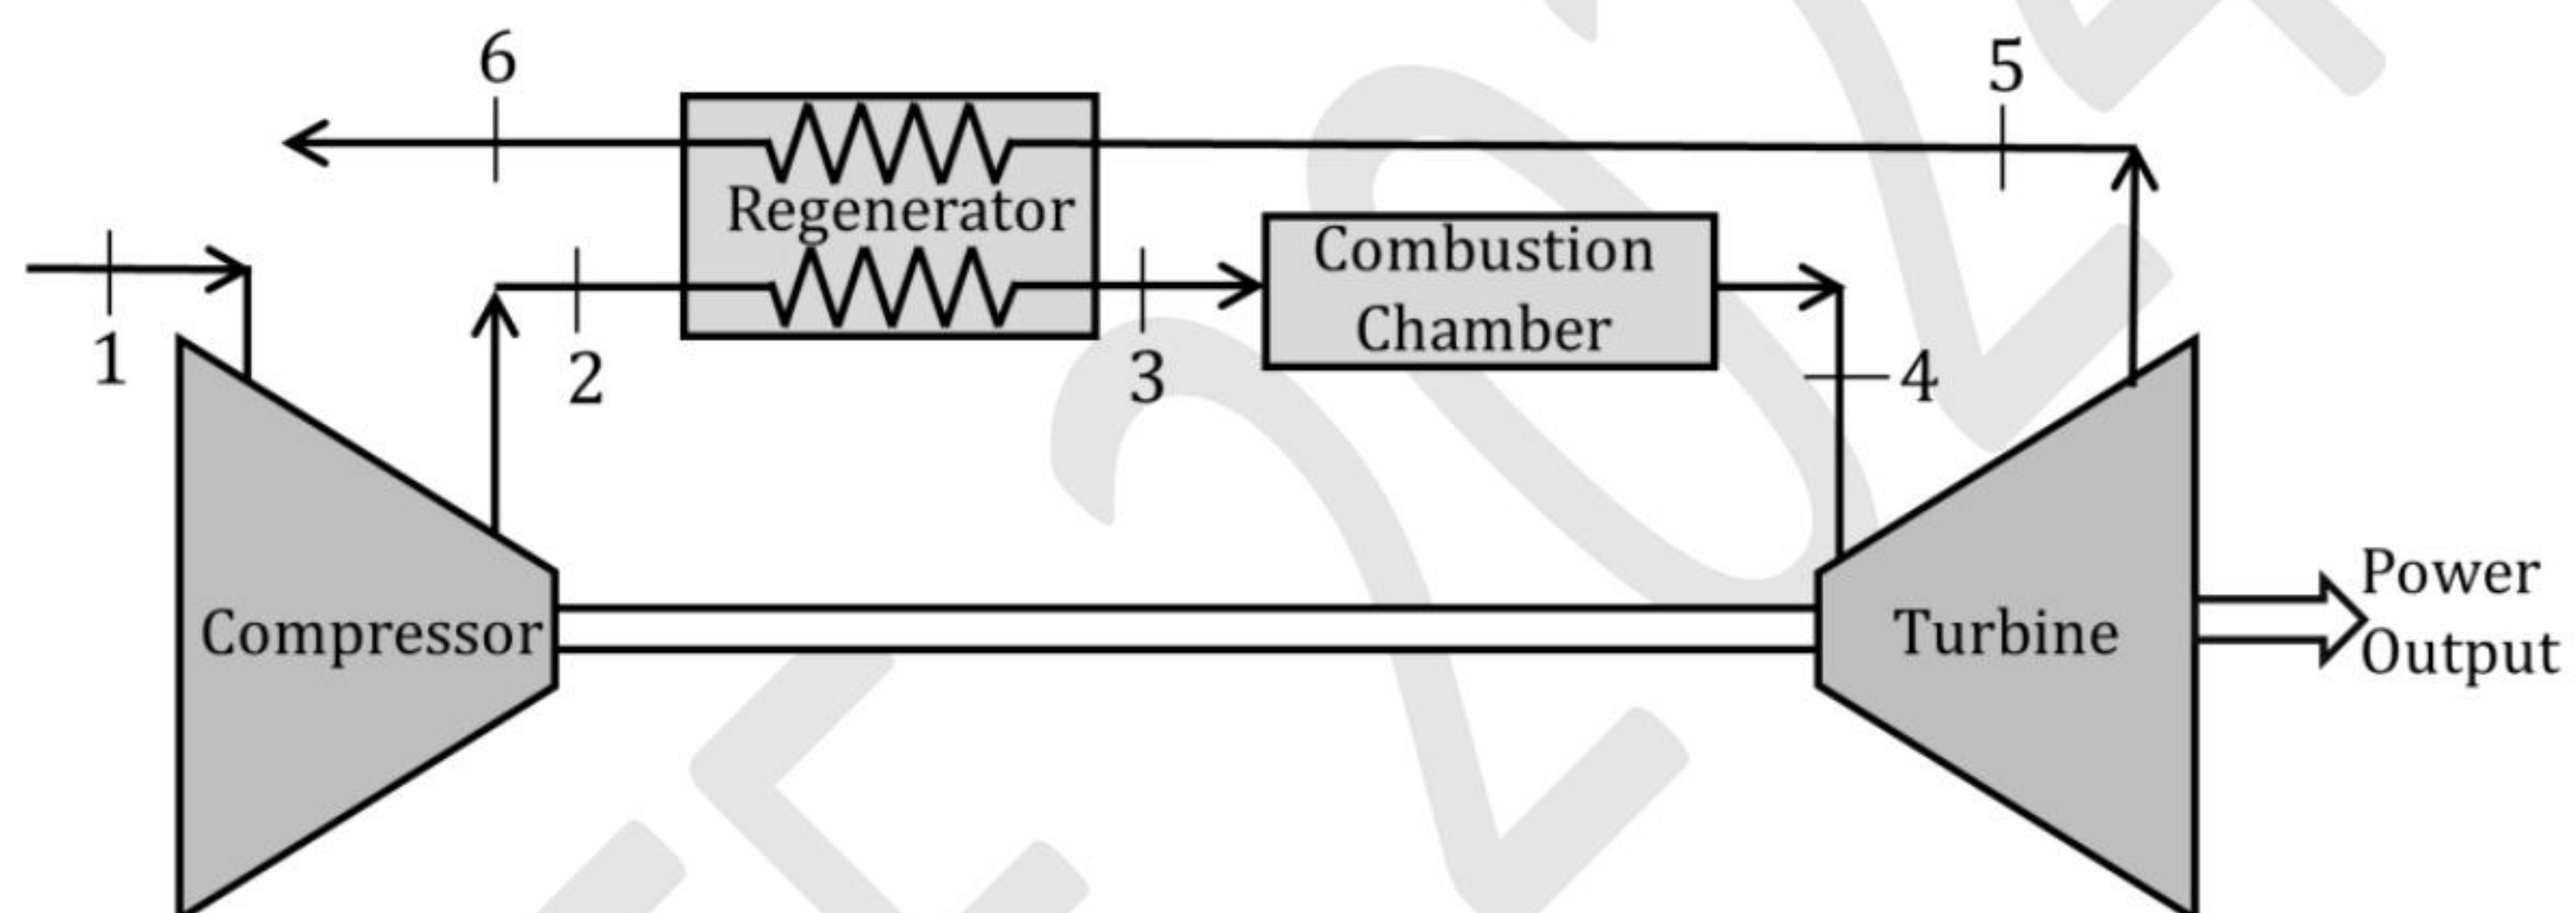 6
5
Regenerator
1
2
3
Combustion
Chamber
4
Compressor
Turbine
Power
Output